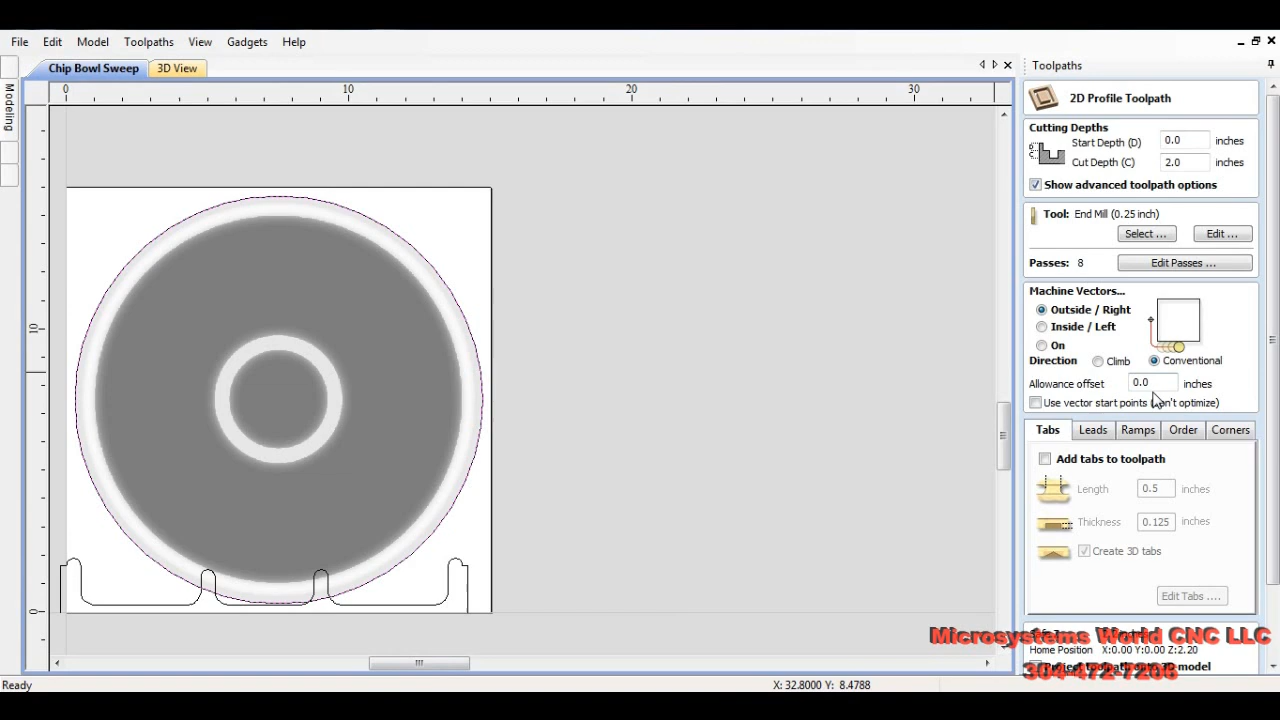 File Edit Model Toolpaths View Gadgets Help
Chip Bowl Sweep 3D View
Toolpaths
Modeling
0 10 20 30
10
0
2D Profile Toolpath
Cutting Depths
Start Depth (D) 0.0 inches
Cut Depth (C) 2.0 inches
Show advanced toolpath options
Tool: End Mill (0.25 inch)
Select ... Edit ...
Passes: 8 Edit Passes ...
Machine Vectors...
Outside / Right
Inside / Left
On
Direction Climb Conventional
Allowance offset 0.0 inches
Use vector start points optimize)
Tabs Leads Ramps Order Corners
Add tabs to toolpath
Length 0.5 inches
Thickness 0.125 inches
Create 3D tabs
Edit Tabs ....
Microsystems World CNC LLC
Home Position X:0.00 Y:0.00 Z:2.20
304-472-7206
model
Ready X: 32.8000 Y: 8.4788